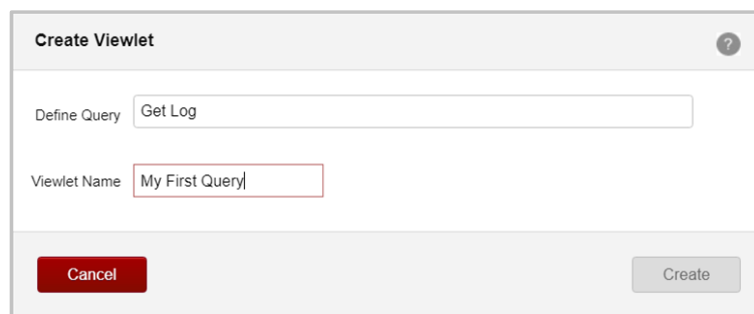 Create Viewlet
?
Define Query Get Log
Viewlet Name My First Query
Cancel Create